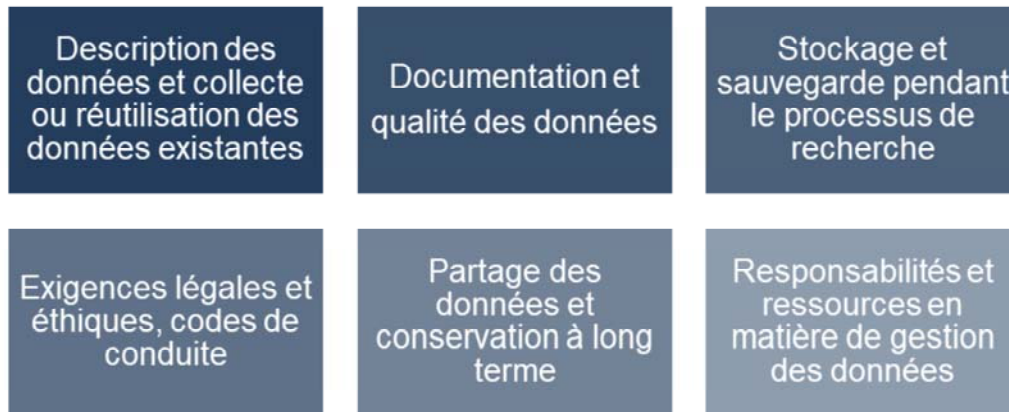 Description des
données et collecte
ou réutilisation des
données existantes
Documentation et
qualité des données
Stockage et
sauvegarde pendant
le processus de
recherche
Exigences légales et
éthiques, codes de
conduite
Partage des
données et
conservation à long
terme
Responsabilités et
ressources en
matière de gestion
des données